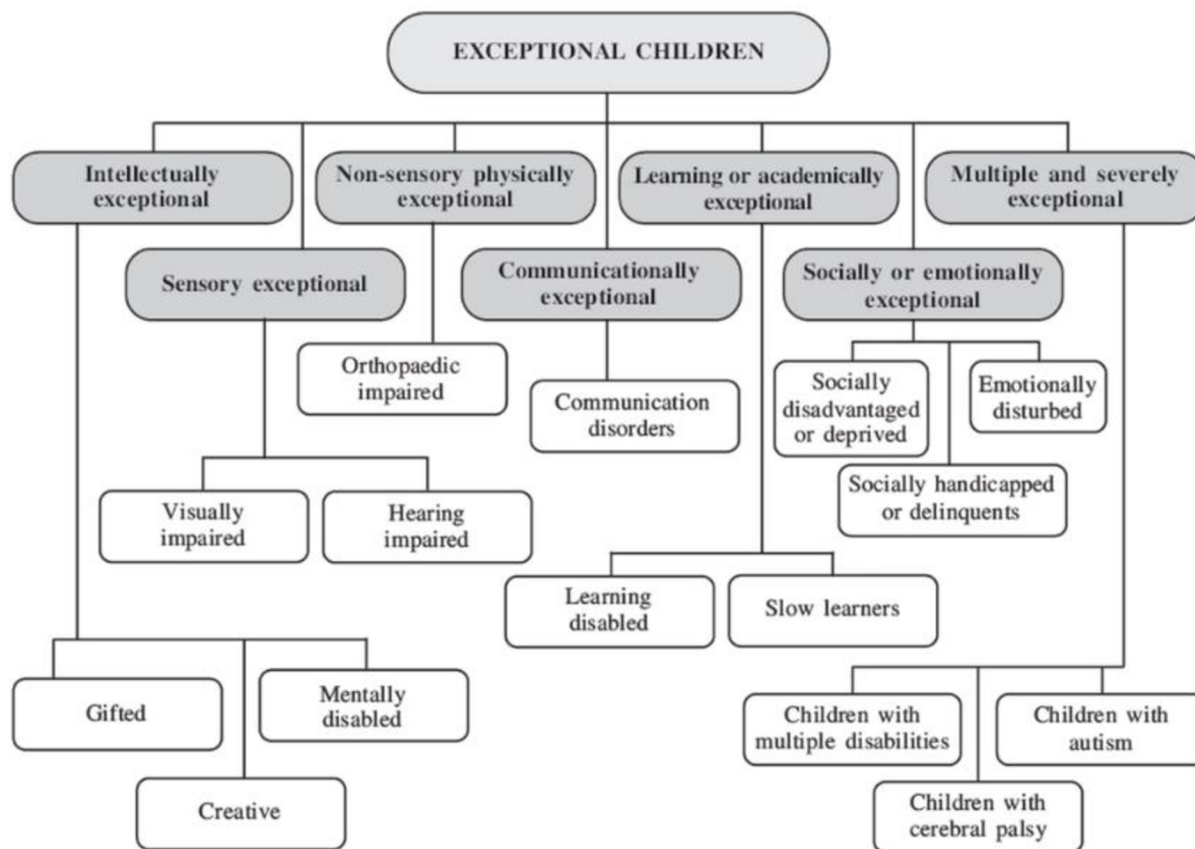 EXCEPTIONAL CHILDREN
Intellectually
exceptional
Non-sensory physically
exceptional
Learning or academically
exceptional
Multiple and severely
exceptional
Sensory exceptional
Communicationally
exceptional
Socially or emotionally
exceptional
Orthopaedic
impaired
Communication
disorders
Socially
disadvantaged
or deprived
Emotionally
disturbed
Socially handicapped
or delinquents
Visually
impaired
Hearing
impaired
Learning
disabled
Slow learners
Gifted
Mentally
disabled
Creative
Children with
multiple disabilities
Children with
autism
Children with
cerebral palsy